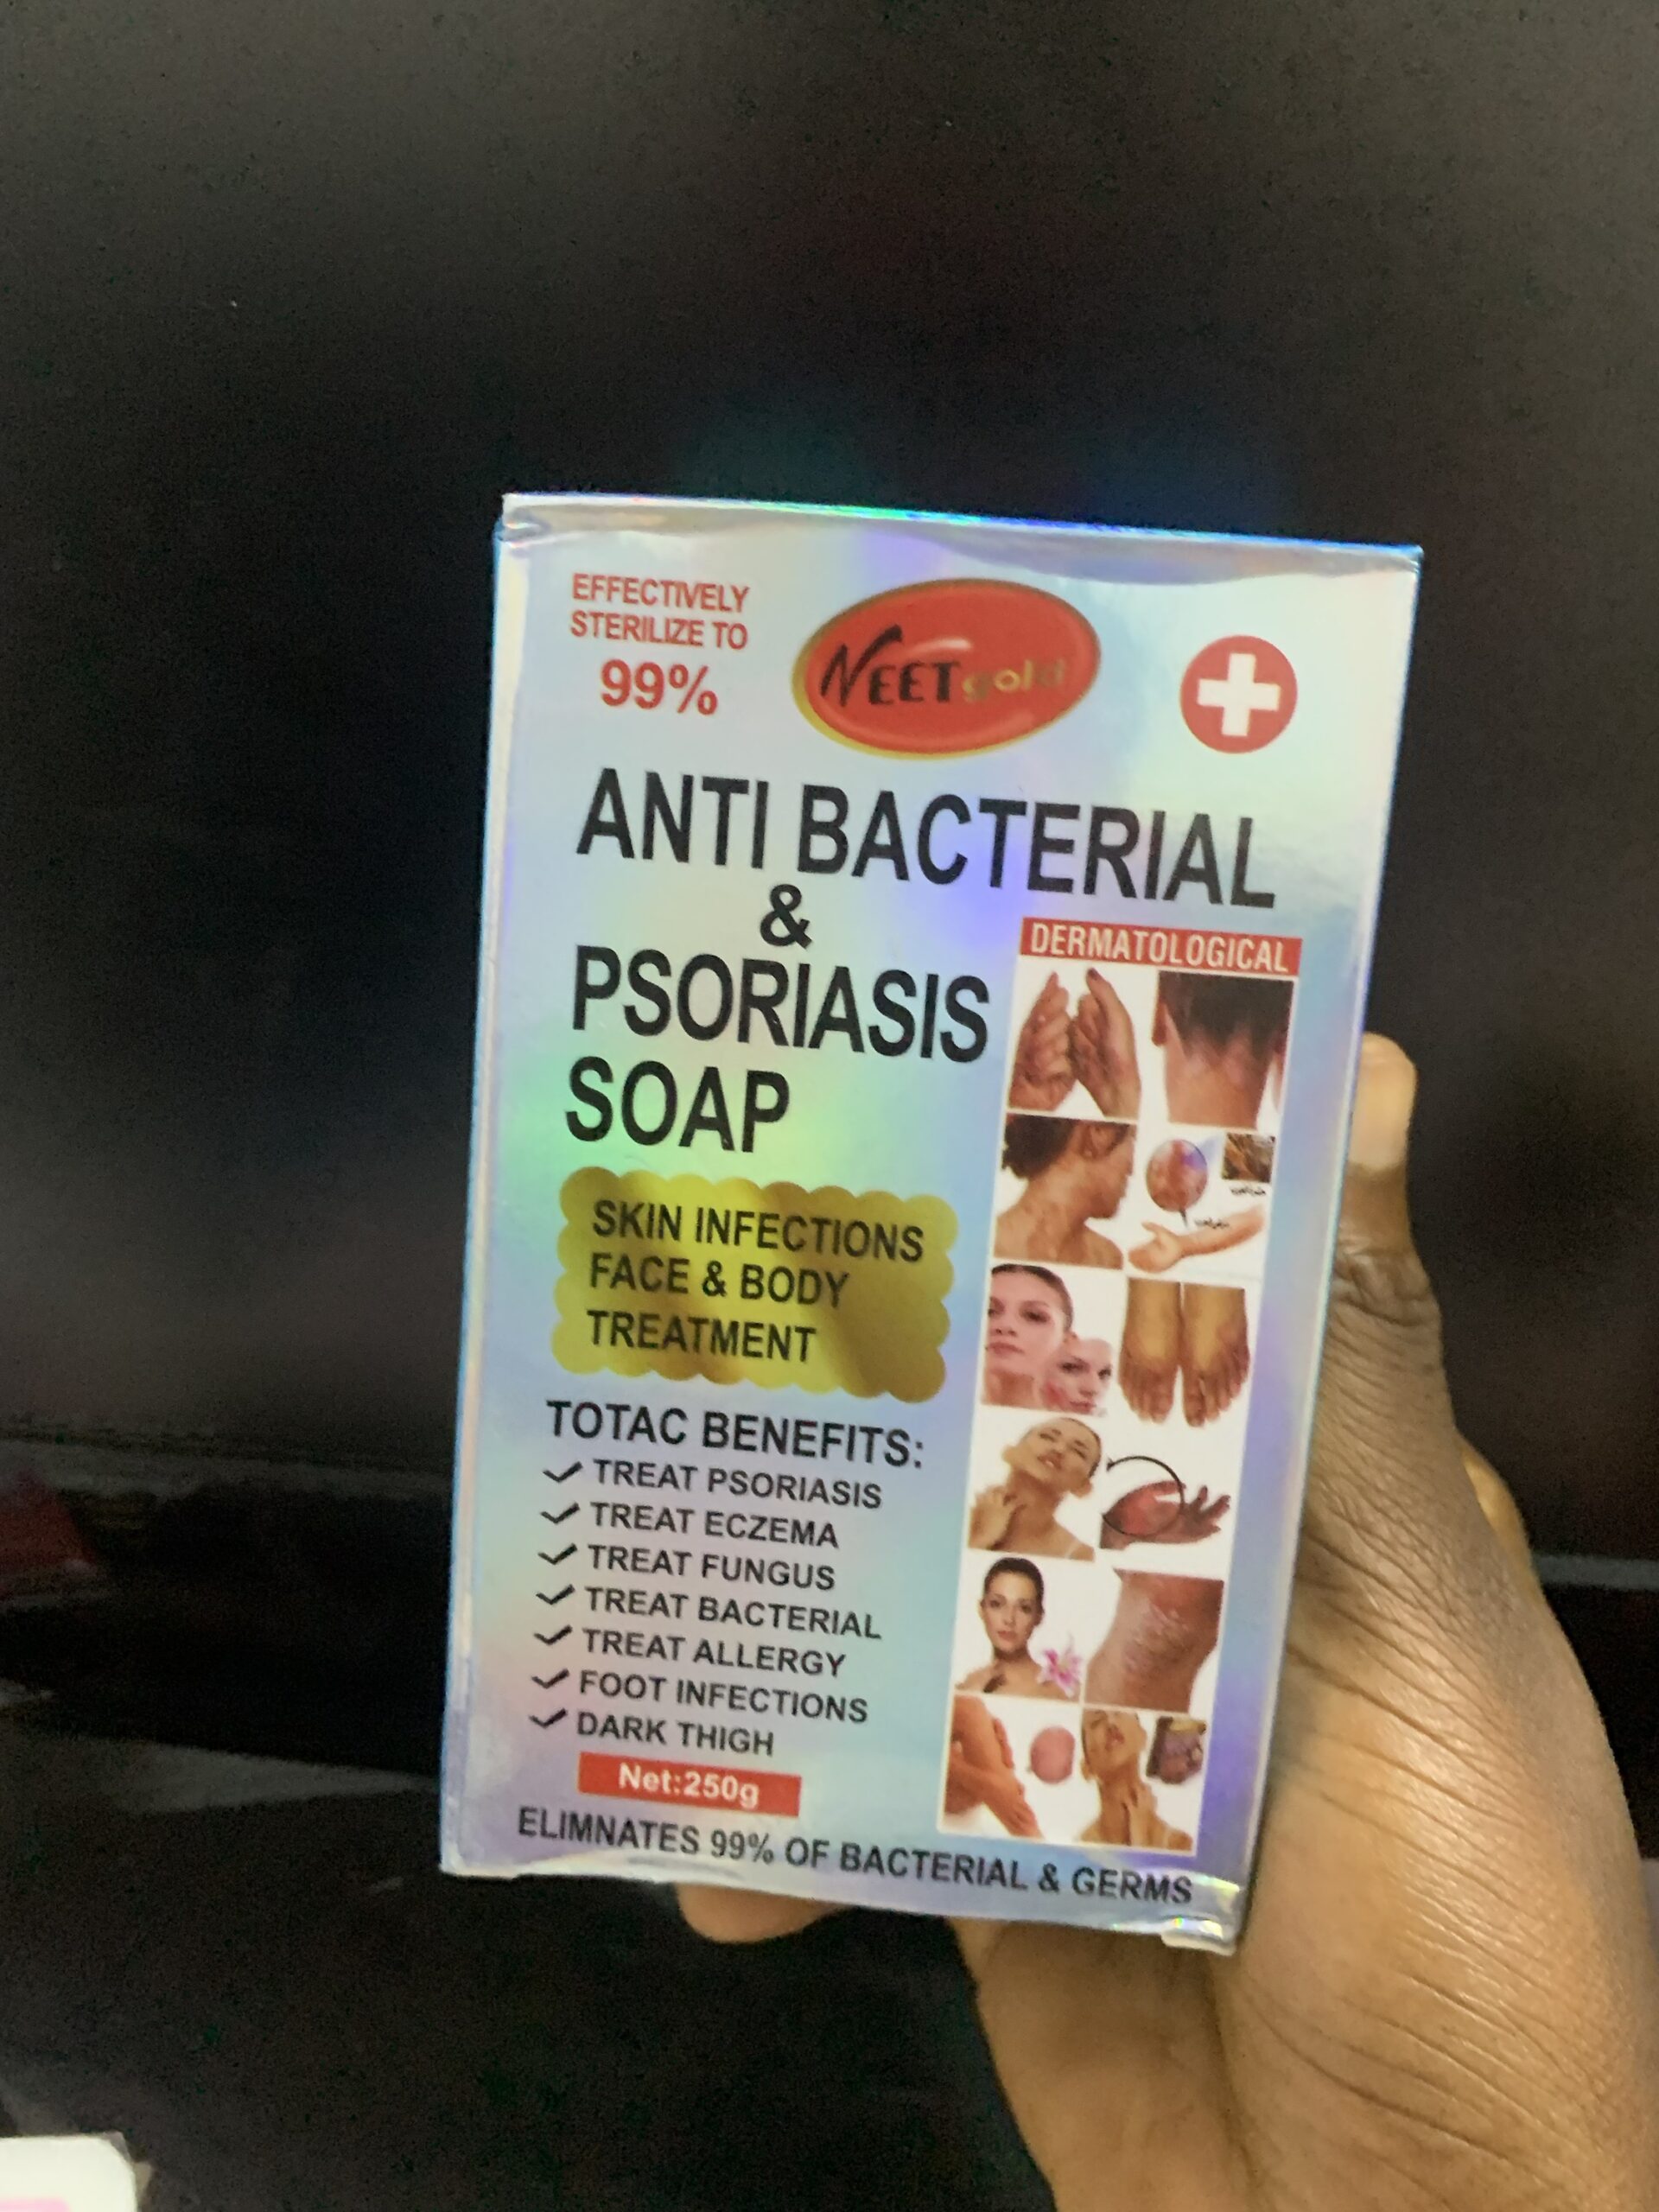 EFFECTIVELY
STERILIZE TO
99%
NEETgold
ANTI BACTERIAL
&
PSORIASIS
SOAP
DERMATOLOGICAL
SKIN INFECTIONS
FACE & BODY
TREATMENT
TOTAC BENEFITS:
TREAT PSORIASIS
TREAT ECZEMA
TREAT FUNGUS
TREAT BACTERIAL
TREAT ALLERGY
FOOT INFECTIONS
DARK THIGH
Net:250g
ELIMNATES 99% OF BACTERIAL & GERMS